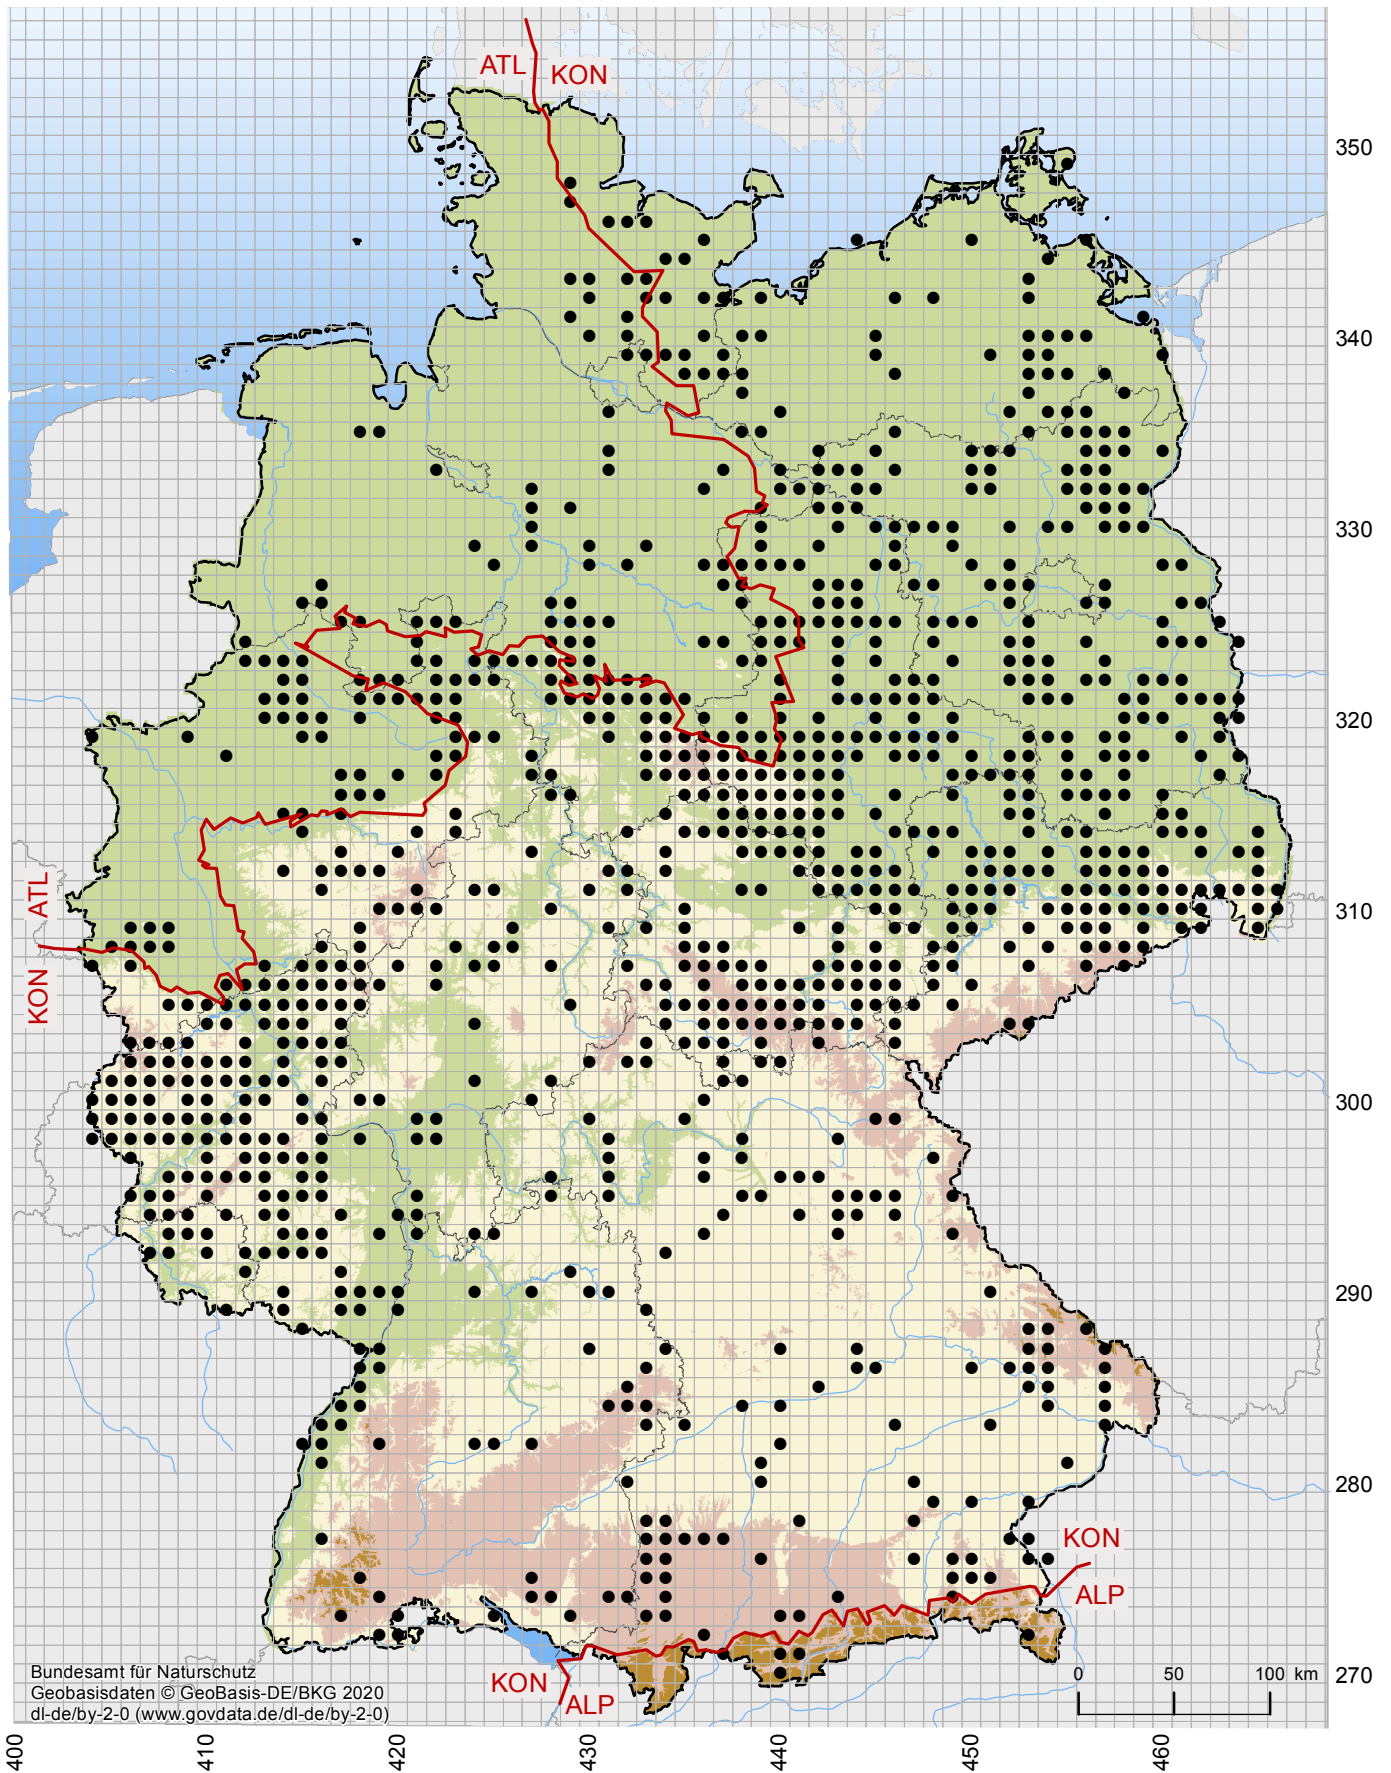 ATL
KON
350
340
330
320
ATL
310
KON
300
290
280
KON
ALP
Bundesamt für Naturschutz
Geobasisdaten © GeoBasis-DE/BKG 2020
dl-de/by-2-0 (www.govdata.de/dl-de/by-2-0)
KON
ALP
0 50 100 km
270
400 410 420 430 440 450 460